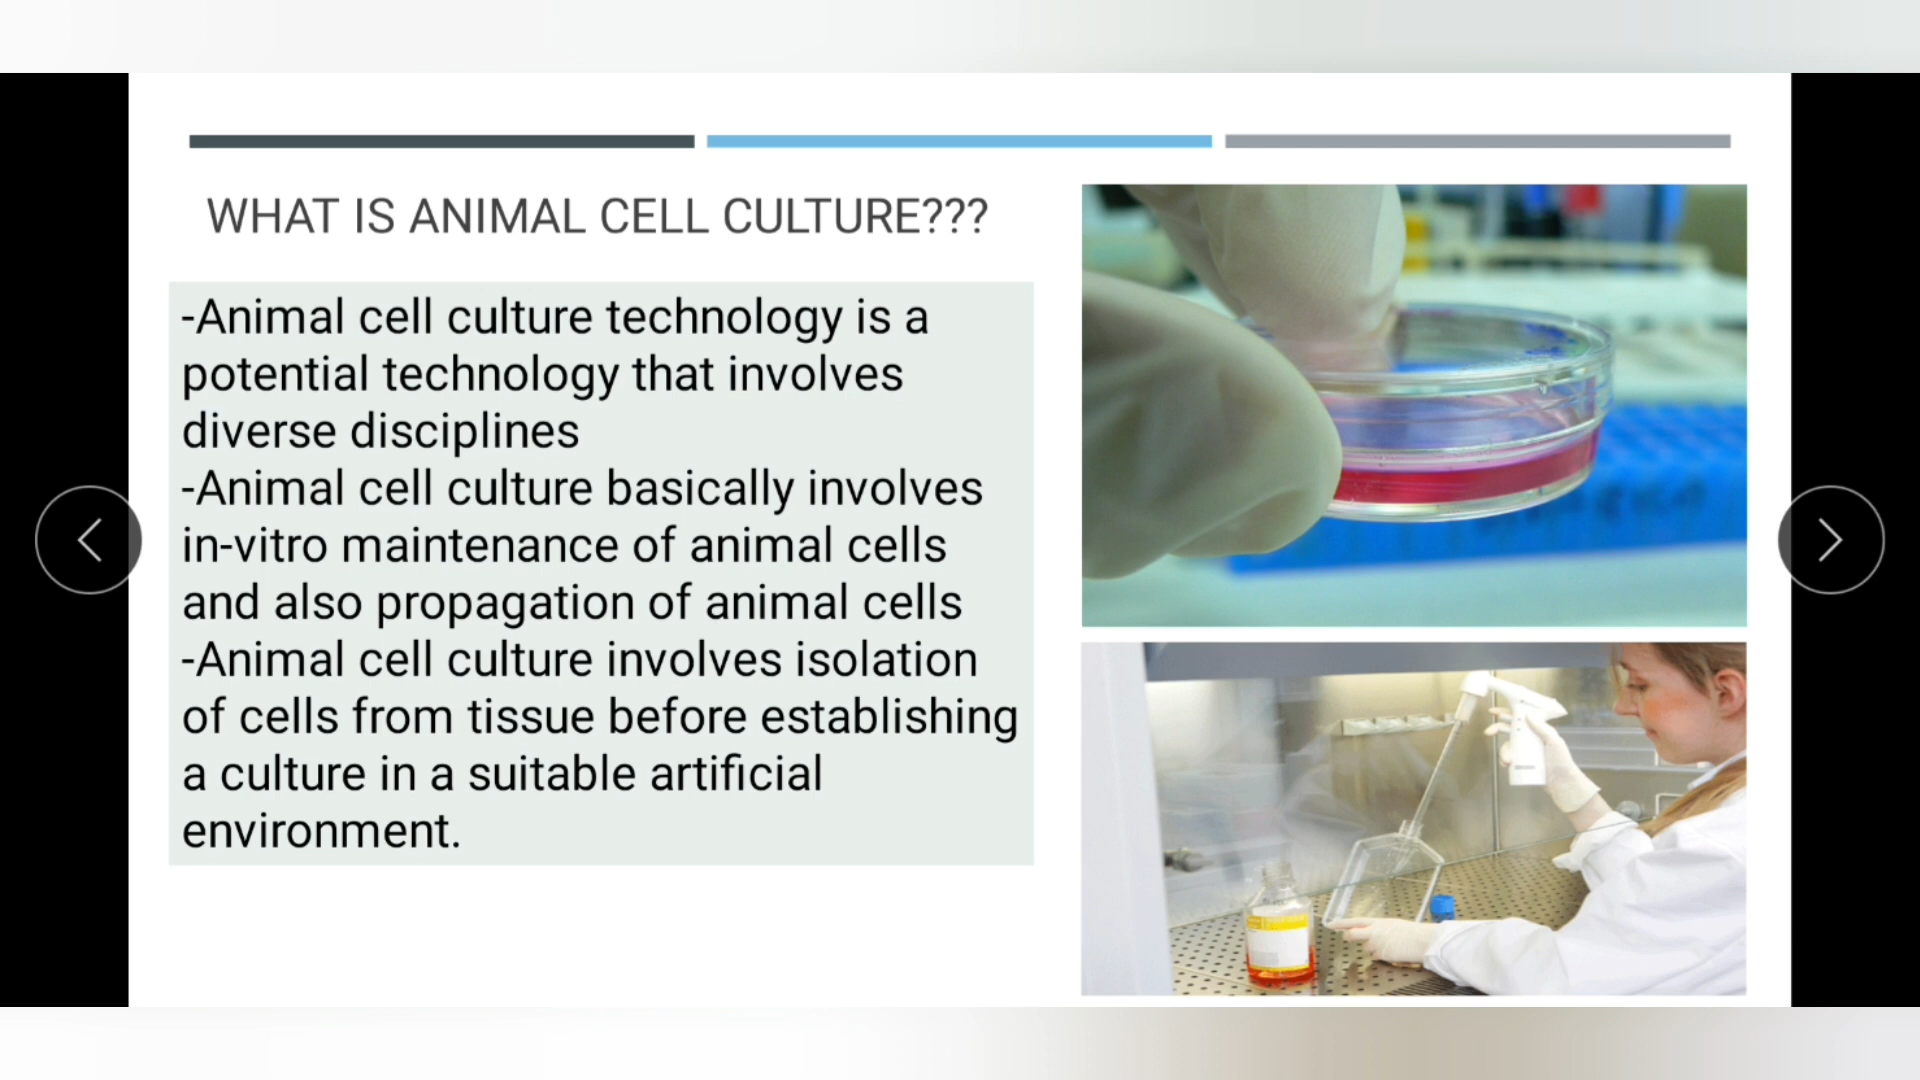 WHAT IS ANIMAL CELL CULTURE???
-Animal cell culture technology is a
potential technology that involves
diverse disciplines
-Animal cell culture basically involves
in-vitro maintenance of animal cells
and also propagation of animal cells
-Animal cell culture involves isolation
of cells from tissue before establishing
a culture in a suitable artificial
environment.